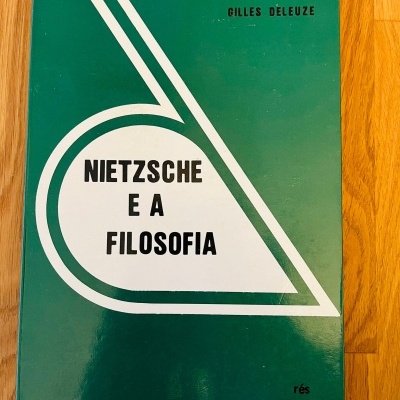 GILLES DELEUZE
NIETZSCHE
E A
FILOSOFIA
rés